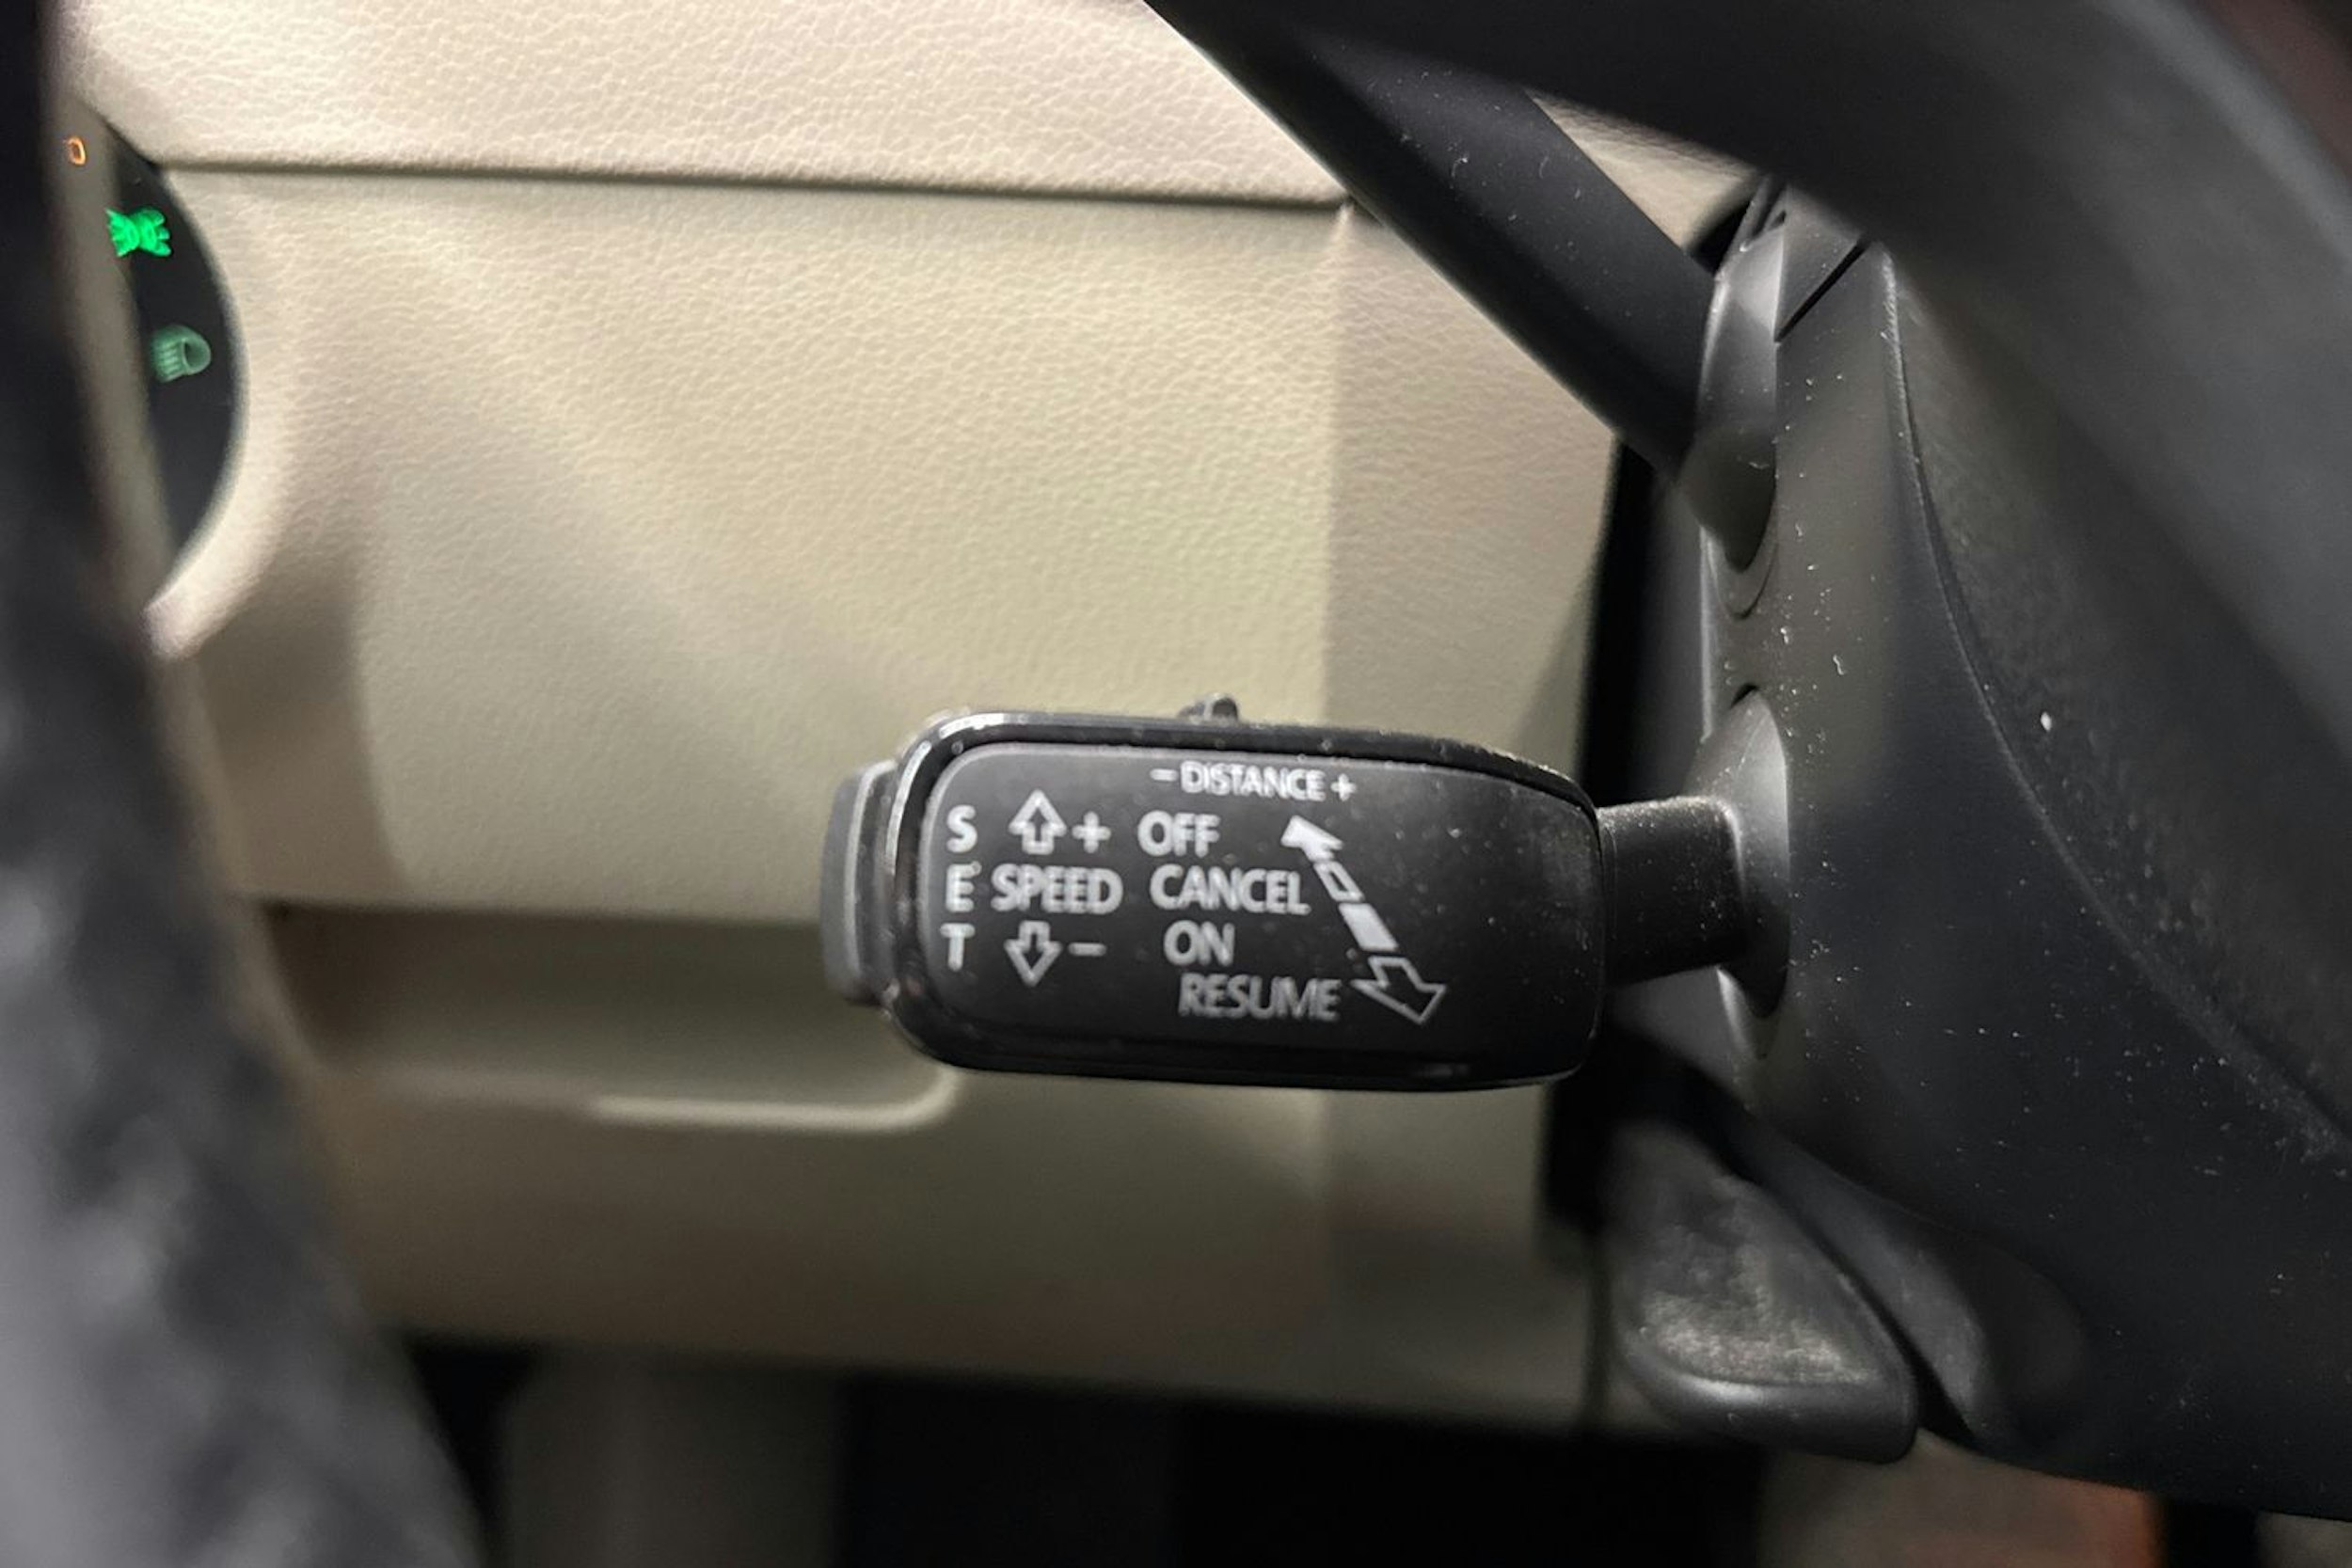 – DISTANCE +
S + OFF
E SPEED CANCEL
T – ON
RESUME